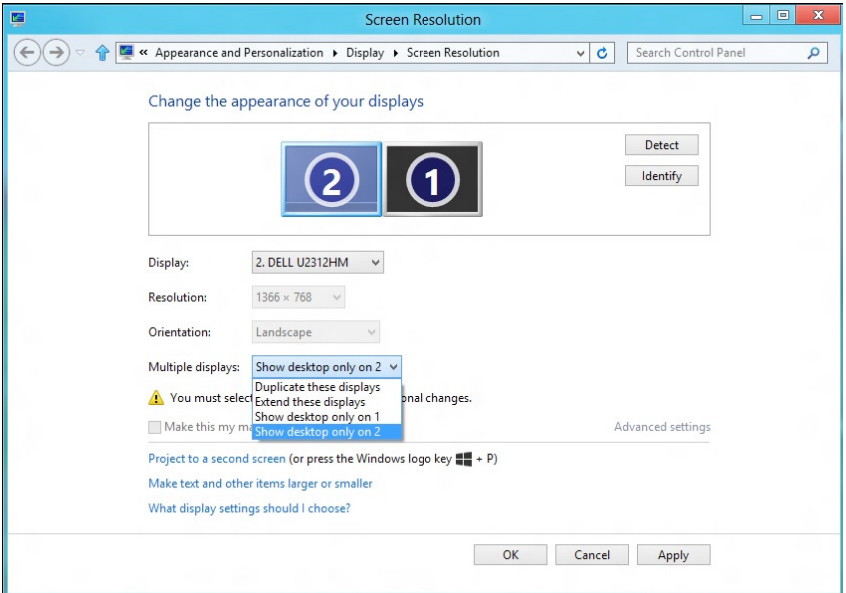 Screen Resolution
« Appearance and Personalization ▸ Display ▸ Screen Resolution
Search Control Panel
Change the appearance of your displays
2
1
Detect
Identify
Display: 2. DELL U2312HM
Resolution: 1366 × 768
Orientation: Landscape
Multiple displays: Show desktop only on 2
Duplicate these displays
You must selec onal changes.
Extend these displays
Show desktop only on 1
Make this my ma Advanced settings
Show desktop only on 2
Project to a second screen (or press the Windows logo key + P)
Make text and other items larger or smaller
What display settings should I choose?
OK Cancel Apply